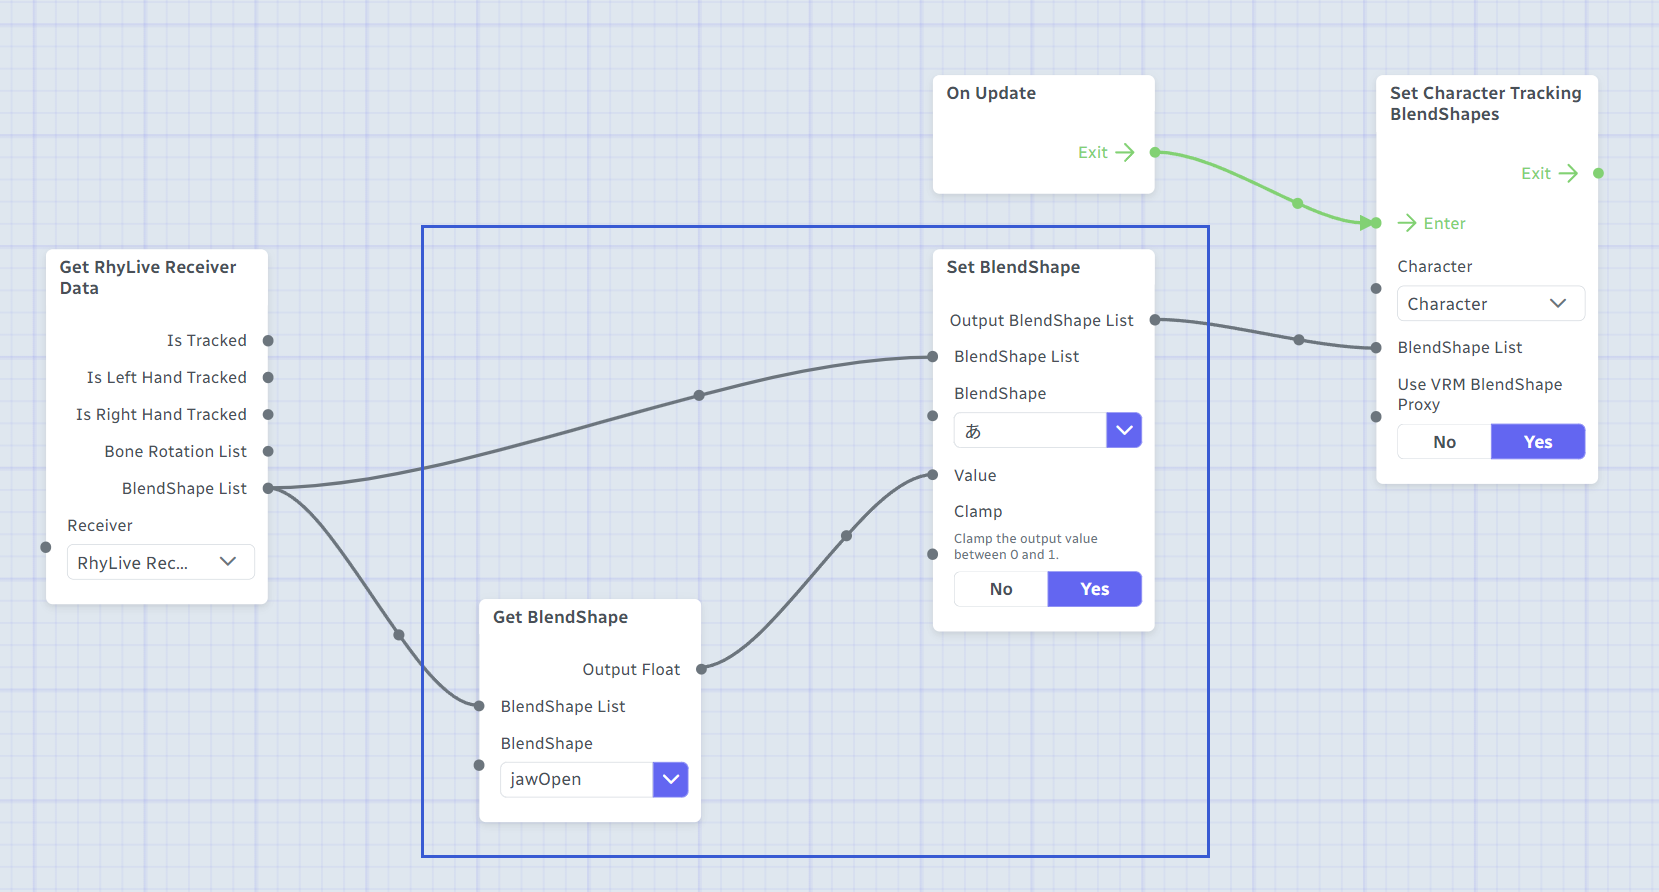 Get RhyLive Receiver
Data
Is Tracked
Is Left Hand Tracked
Is Right Hand Tracked
Bone Rotation List
BlendShape List
Receiver
RhyLive Rec...
Get BlendShape
Output Float
BlendShape List
BlendShape
jawOpen
On Update
Exit
Set BlendShape
Output BlendShape List
BlendShape List
BlendShape
あ
Value
Clamp
Clamp the output value
between 0 and 1.
No Yes
Set Character Tracking
BlendShapes
Exit
Enter
Character
Character
BlendShape List
Use VRM BlendShape
Proxy
No Yes